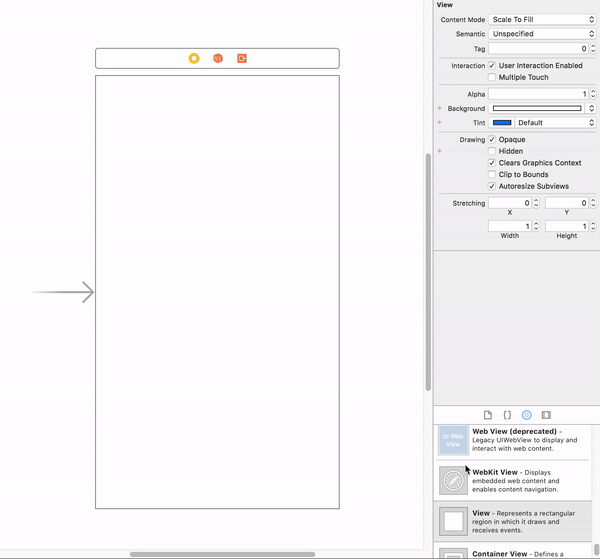 View
Content Mode Scale To Fill
Semantic Unspecified
Tag 0
Interaction User Interaction Enabled
Multiple Touch
Alpha 1
Background
Tint Default
Drawing Opaque
Hidden
Clears Graphics Context
Clip to Bounds
Autoresize Subviews
Stretching 0 0
X Y
1 1
Width Height
UI Web
View
Web View (deprecated) -
Legacy UIWebView to display and
interact with web content.
WebKit View - Displays
embedded web content and
enables content navigation.
View - Represents a rectangular
region in which it draws and
receives events.
Container View - Defines a